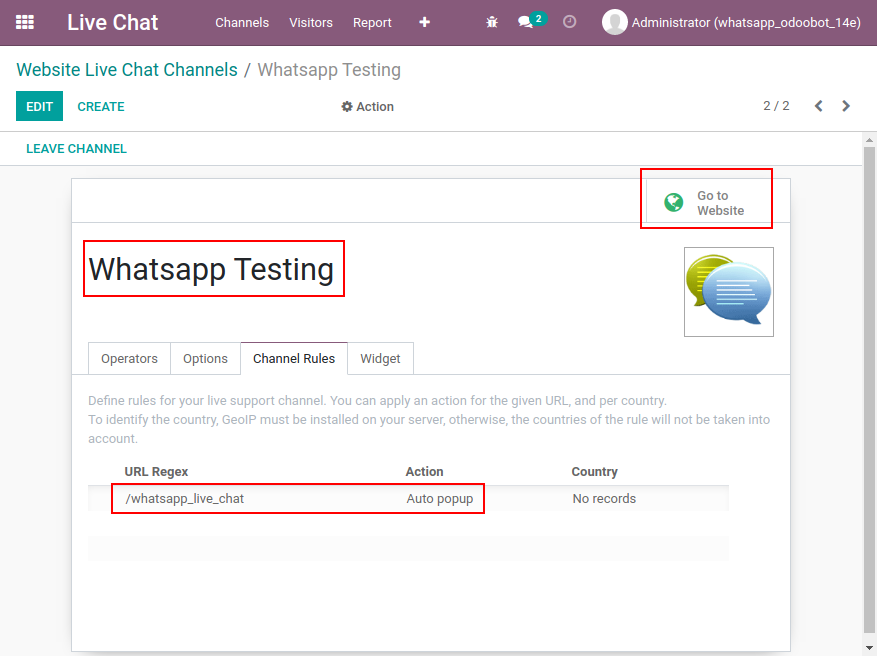 Live Chat
Channels Visitors Report + 2 Administrator (whatsapp_odoobot_14e)
Website Live Chat Channels / Whatsapp Testing
EDIT CREATE Action 2 / 2
LEAVE CHANNEL
Go to
Website
Whatsapp Testing
Operators Options Channel Rules Widget
Define rules for your live support channel. You can apply an action for the given URL, and per country.
To identify the country, GeoIP must be installed on your server, otherwise, the countries of the rule will not be taken into
account.
URL Regex Action Country
/whatsapp_live_chat Auto popup No records